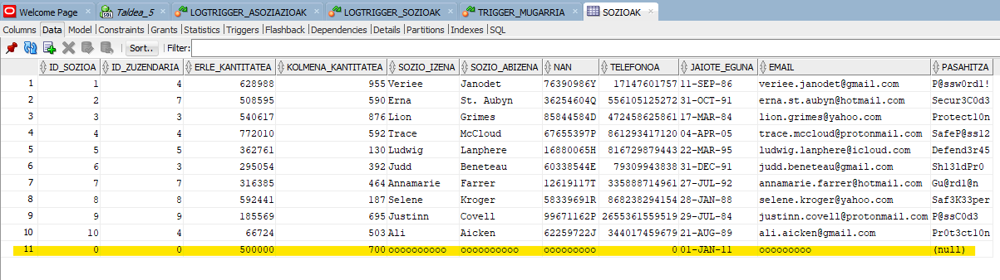 Welcome Page Taldea_5 LOGTRIGGER_ASOZIAZIOAK LOGTRIGGER_SOZIOAK TRIGGER_MUGARRIA SOZIOAK
Columns Data Model Constraints Grants Statistics Triggers Flashback Dependencies Details Partitions Indexes SQL
Sort.. Filter:
ID_SOZIOA ID_ZUZENDARIA ERLE_KANTITATEA KOLMENA_KANTITATEA SOZIO_IZENA SOZIO_ABIZENA NAN TELEFONOA JAIOTE_EGUNA EMAIL PASAHITZA
1 1 4 628988 955 Veriee Janodet 76390986Y 17147601757 11-SEP-86 veriee.janodet@gmail.com P@ssw0rd1!
2 2 7 508595 590 Erna St. Aubyn 36254604Q 556105125272 31-OCT-91 erna.st.aubyn@hotmail.com Secur3C0d3
3 3 3 540617 876 Lion Grimes 85844584D 472458625861 17-MAR-84 lion.grimes@yahoo.com Protect10n
4 4 4 772010 592 Trace McCloud 67655397P 861293417120 04-APR-05 trace.mccloud@protonmail.com SafeP@ss12
5 5 5 362761 130 Ludwig Lanphere 16880065H 816729879443 22-MAR-95 ludwig.lanphere@icloud.com Defend3r45
6 6 3 295054 392 Judd Beneteau 60338544E 79309943838 31-DEC-91 judd.beneteau@gmail.com Sh13ldPr0
7 7 7 316385 464 Annamarie Farrer 12619117T 335888714961 27-JUL-92 annamarie.farrer@hotmail.com Gu@rd1@n
8 8 8 592441 187 Selene Kroger 58339691R 868238294154 28-JAN-88 selene.kroger@yahoo.com Saf3K33per
9 9 9 185569 695 Justinn Covell 99671162P 2655361559519 29-JUL-84 justinn.covell@protonmail.com P@ssC0d3
10 10 4 66724 503 Ali Aicken 62259722J 344017459679 21-AUG-89 ali.aicken@gmail.com Pr0t3ct10n
11 0 0 500000 700 oooooooooo oooooooooo ooooooooo 0 01-JAN-11 ooooooooo (null)